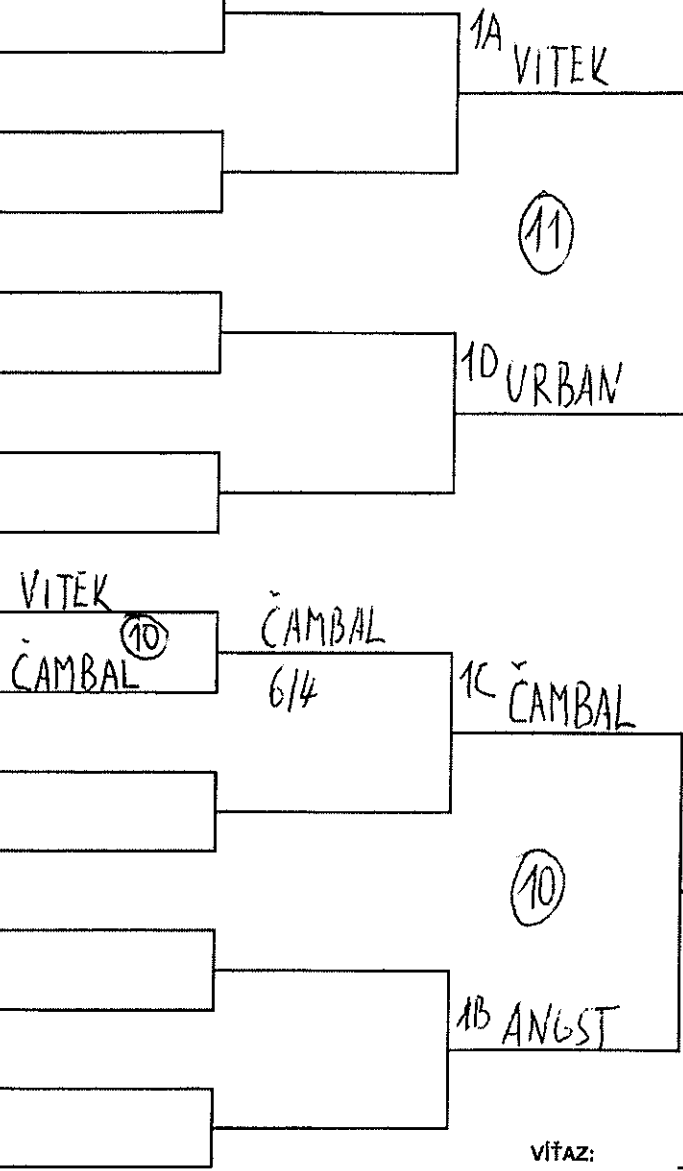 1A VITEK
11
1D URBAN
VITEK
10
ČAMBAL
ČAMBAL
6/4
1C ČAMBAL
10
1B ANGST
VÍŤAZ: